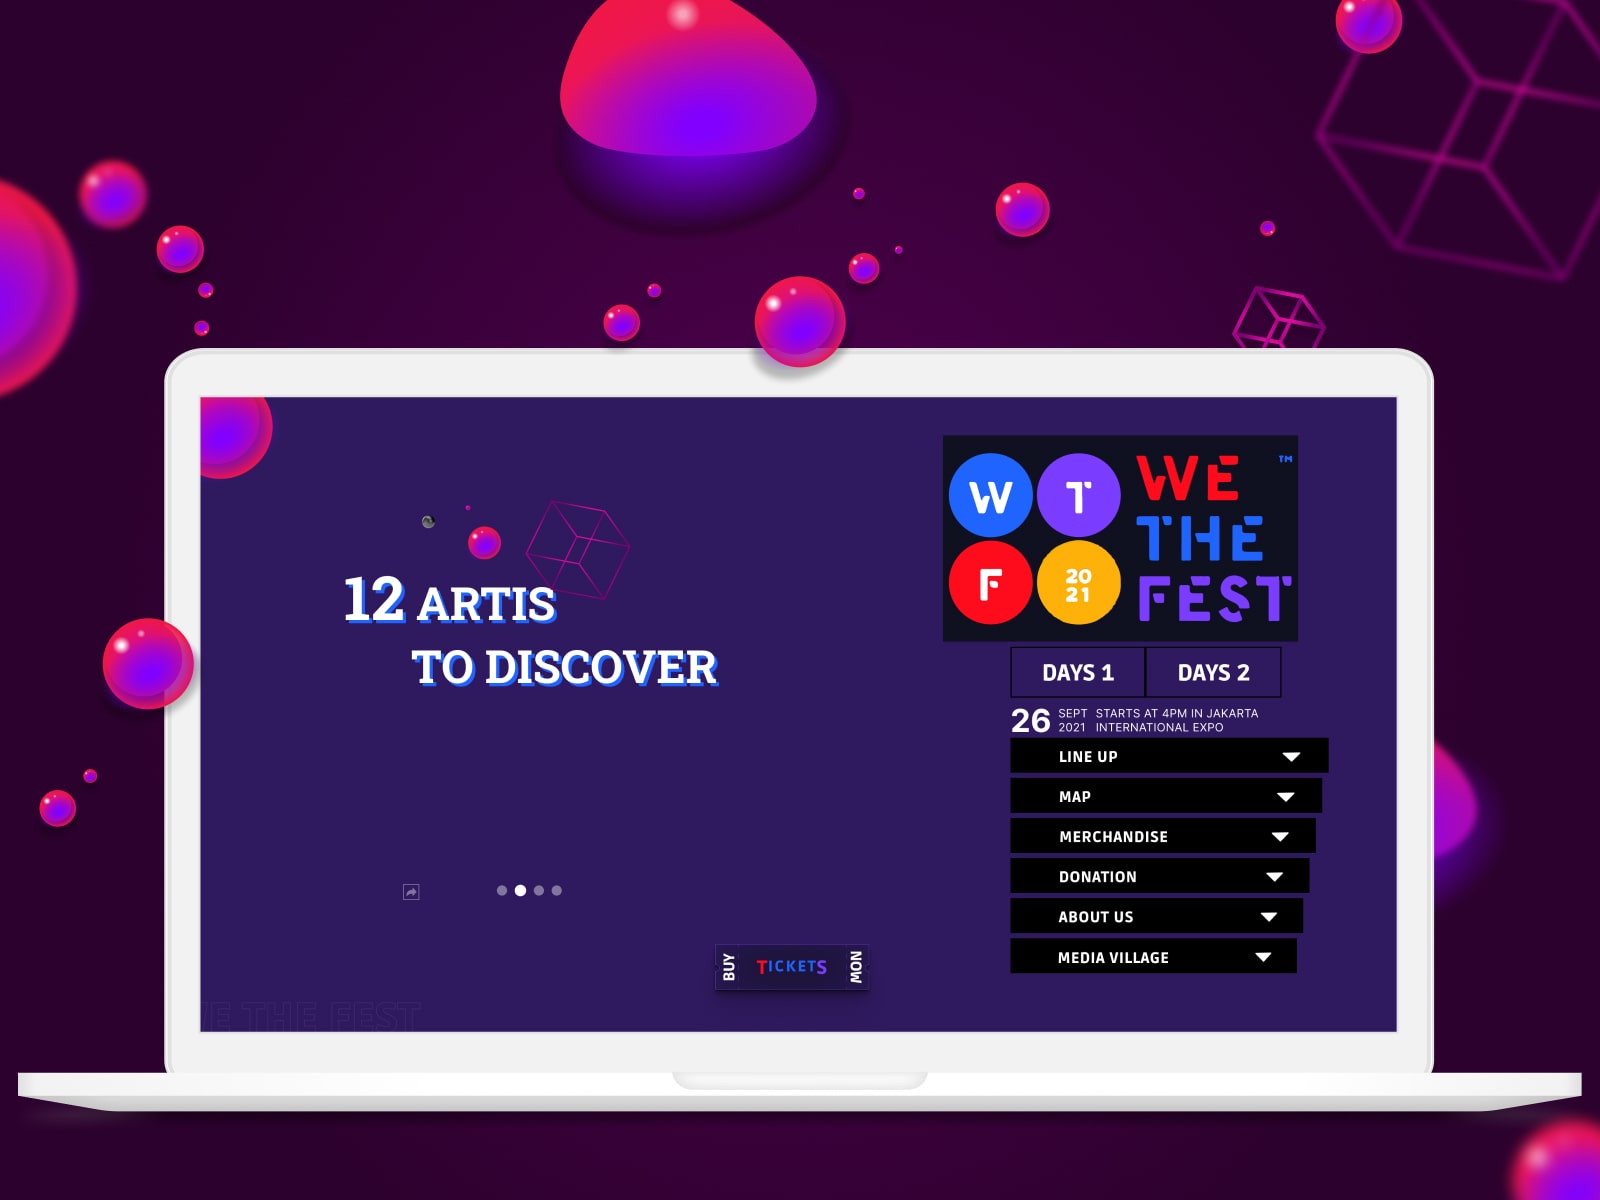 W T
F 20
21
WE
THE
FEST
TM
12 ARTIS
TO DISCOVER
DAYS 1 DAYS 2
26 SEPT 2021 STARTS AT 4PM IN JAKARTA
INTERNATIONAL EXPO
LINE UP
MAP
MERCHANDISE
DONATION
ABOUT US
MEDIA VILLAGE
BUY TICKETS NOW
WE THE FEST